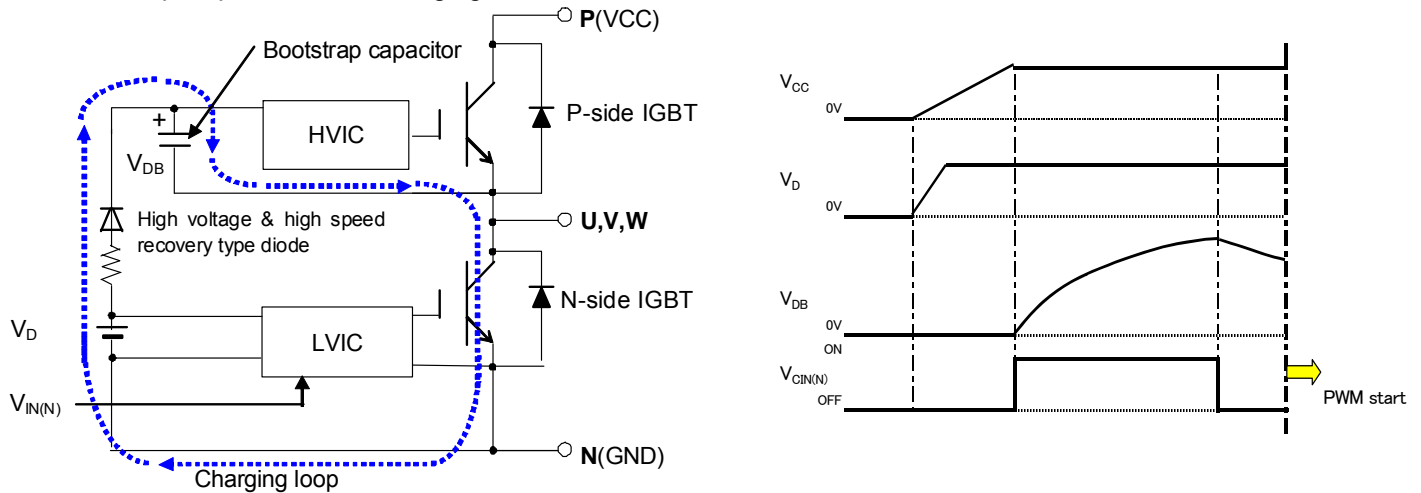 P(VCC)
Bootstrap capacitor
+
HVIC
P-side IGBT
VDB
High voltage & high speed
recovery type diode
U,V,W
N-side IGBT
VD
LVIC
VIN(N)
N(GND)
Charging loop
VCC
0V
VD
0V
VDB
0V
ON
VCIN(N)
OFF
PWM start